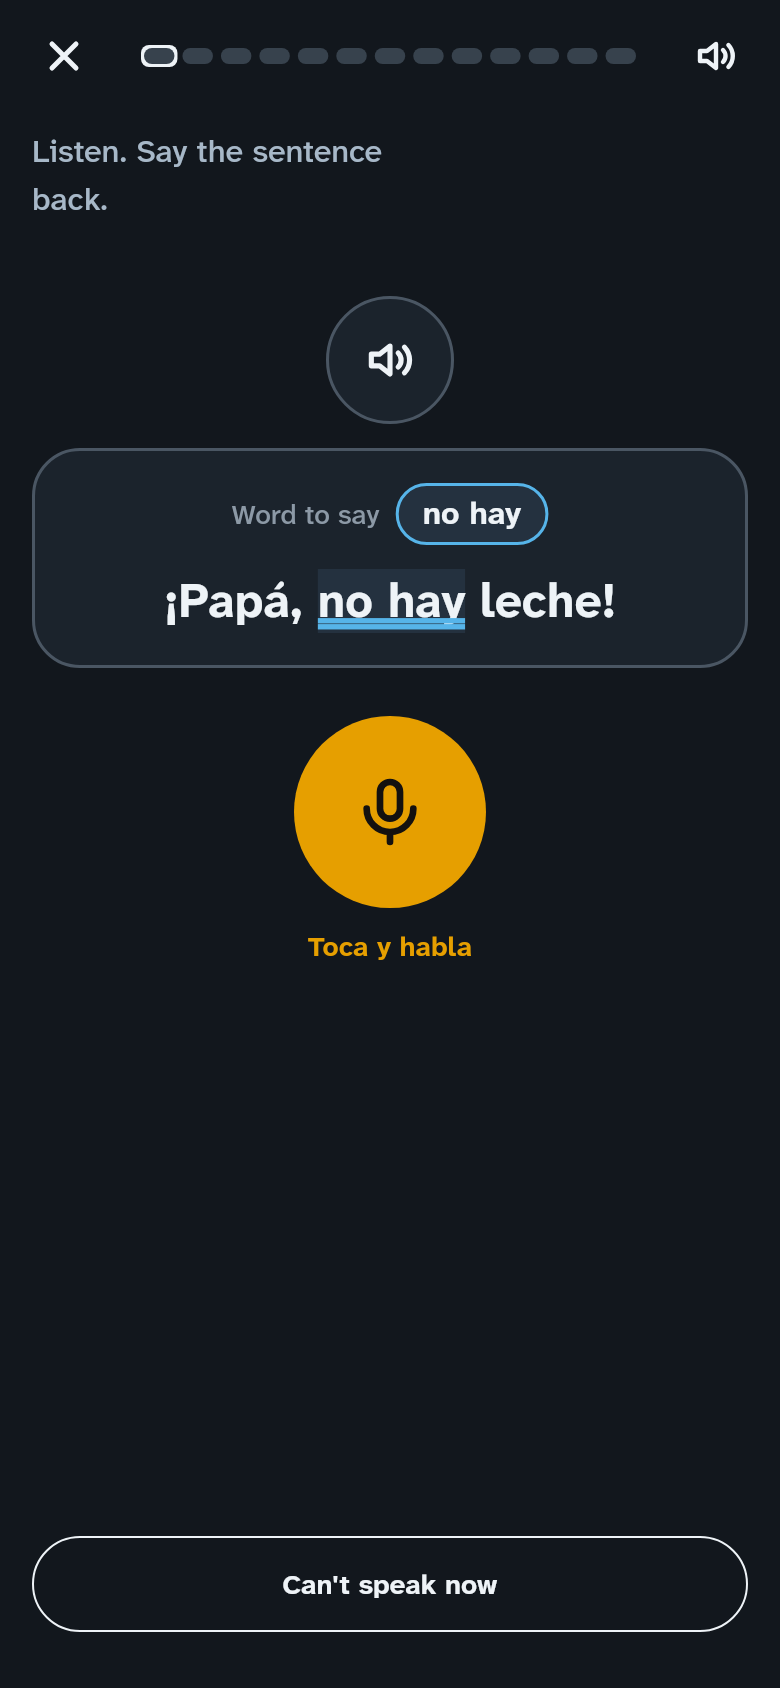 Listen. Say the sentence
back.
Word to say no hay
¡Papá, no hay leche!
Toca y habla
Can't speak now